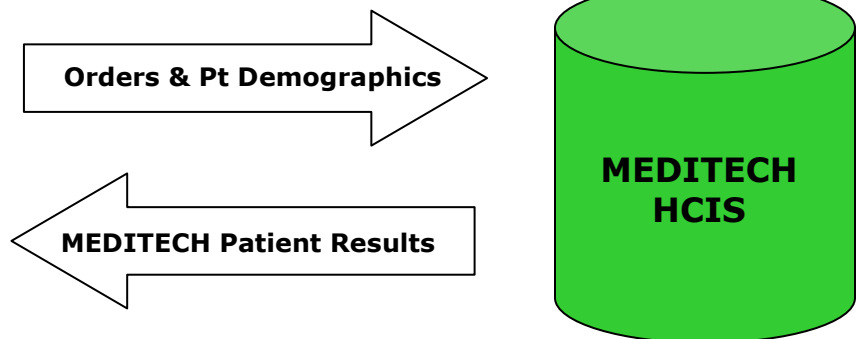 Orders & Pt Demographics
MEDITECH
HCIS
MEDITECH Patient Results